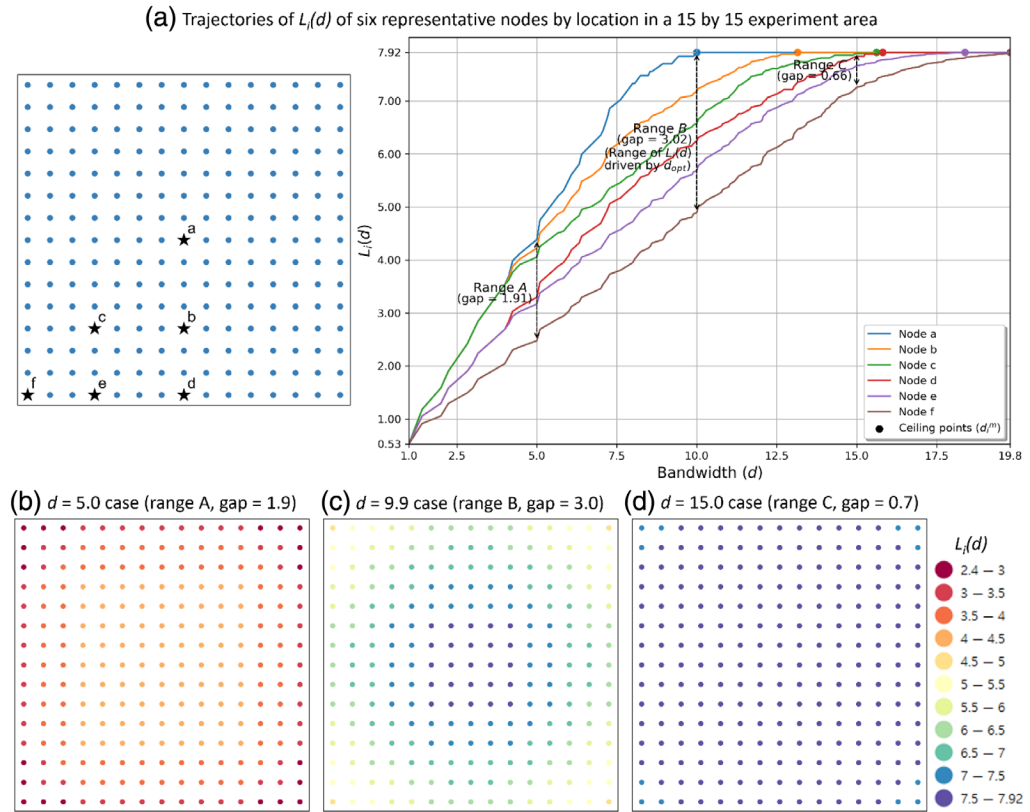 (a) Trajectories of Lᵢ(d) of six representative nodes by location in a 15 by 15 experiment area
a
c
b
f
e
d
Lᵢ(d)
7.92
7.00
6.00
5.00
4.00
3.00
2.00
1.00
0.53
Range C
(gap = 0.66)
Range B
(gap = 3.02)
(Range of Lᵢ(d)
driven by dₒₚₜ)
Range A
(gap = 1.91)
Node a
Node b
Node c
Node d
Node e
Node f
Ceiling points (dᵢᵐ)
1.0 2.5 5.0 7.5 10.0 12.5 15.0 17.5 19.8
Bandwidth (d)
(b) d = 5.0 case (range A, gap = 1.9)
(c) d = 9.9 case (range B, gap = 3.0)
(d) d = 15.0 case (range C, gap = 0.7)
Lᵢ(d)
2.4 – 3
3 – 3.5
3.5 – 4
4 – 4.5
4.5 – 5
5 – 5.5
5.5 – 6
6 – 6.5
6.5 – 7
7 – 7.5
7.5 – 7.92